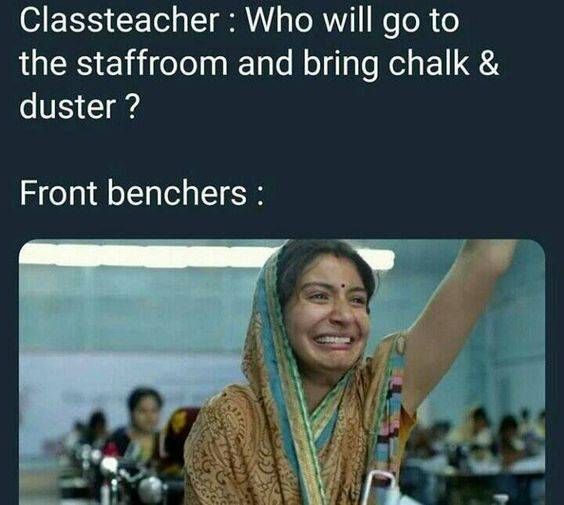 Classteacher : Who will go to
the staffroom and bring chalk &
duster ?
Front benchers :